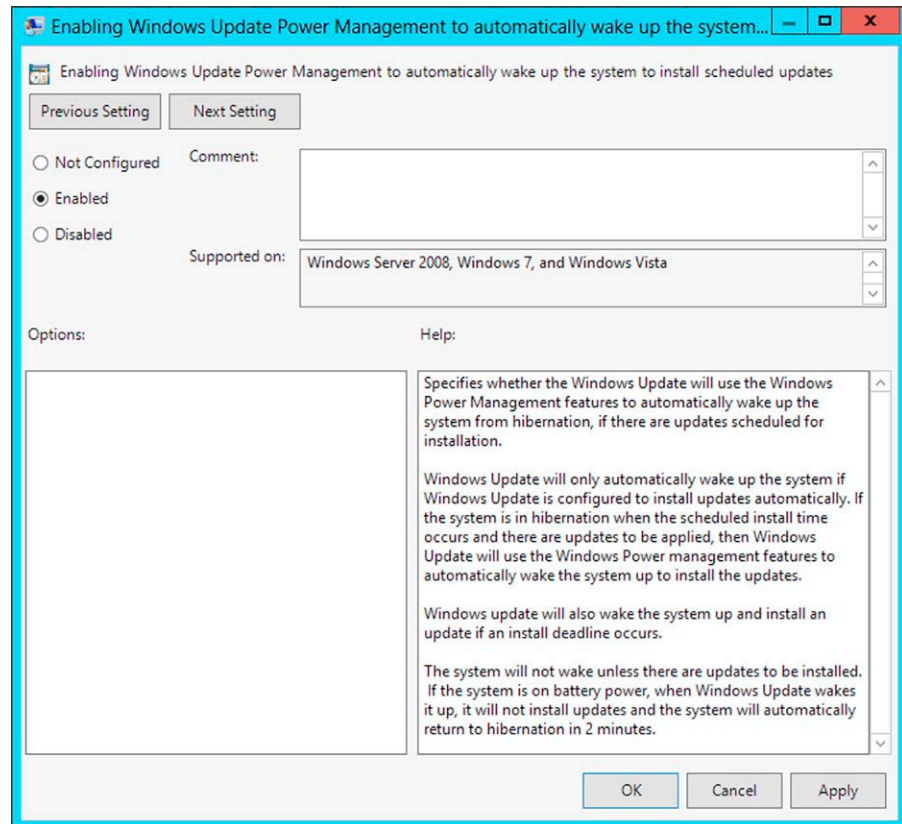 Enabling Windows Update Power Management to automatically wake up the system...
Enabling Windows Update Power Management to automatically wake up the system to install scheduled updates
Previous Setting
Next Setting
Not Configured
Comment:
Enabled
Disabled
Supported on:
Windows Server 2008, Windows 7, and Windows Vista
Options:
Help:
Specifies whether the Windows Update will use the Windows
Power Management features to automatically wake up the
system from hibernation, if there are updates scheduled for
installation.
Windows Update will only automatically wake up the system if
Windows Update is configured to install updates automatically. If
the system is in hibernation when the scheduled install time
occurs and there are updates to be applied, then Windows
Update will use the Windows Power management features to
automatically wake the system up to install the updates.
Windows update will also wake the system up and install an
update if an install deadline occurs.
The system will not wake unless there are updates to be installed.
If the system is on battery power, when Windows Update wakes
it up, it will not install updates and the system will automatically
return to hibernation in 2 minutes.
OK
Cancel
Apply